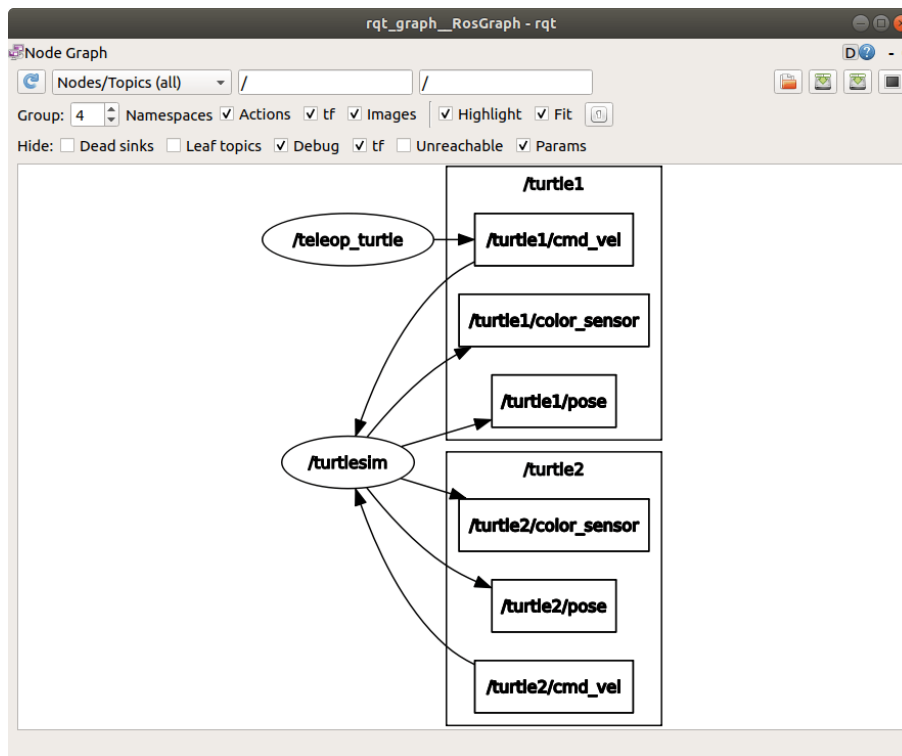 rqt_graph__RosGraph - rqt
Node Graph
D
-
Nodes/Topics (all)
/
/
Group: 4 Namespaces Actions tf Images Highlight Fit
Hide: Dead sinks Leaf topics Debug tf Unreachable Params
/turtle1
/teleop_turtle
/turtle1/cmd_vel
/turtle1/color_sensor
/turtle1/pose
/turtlesim
/turtle2
/turtle2/color_sensor
/turtle2/pose
/turtle2/cmd_vel